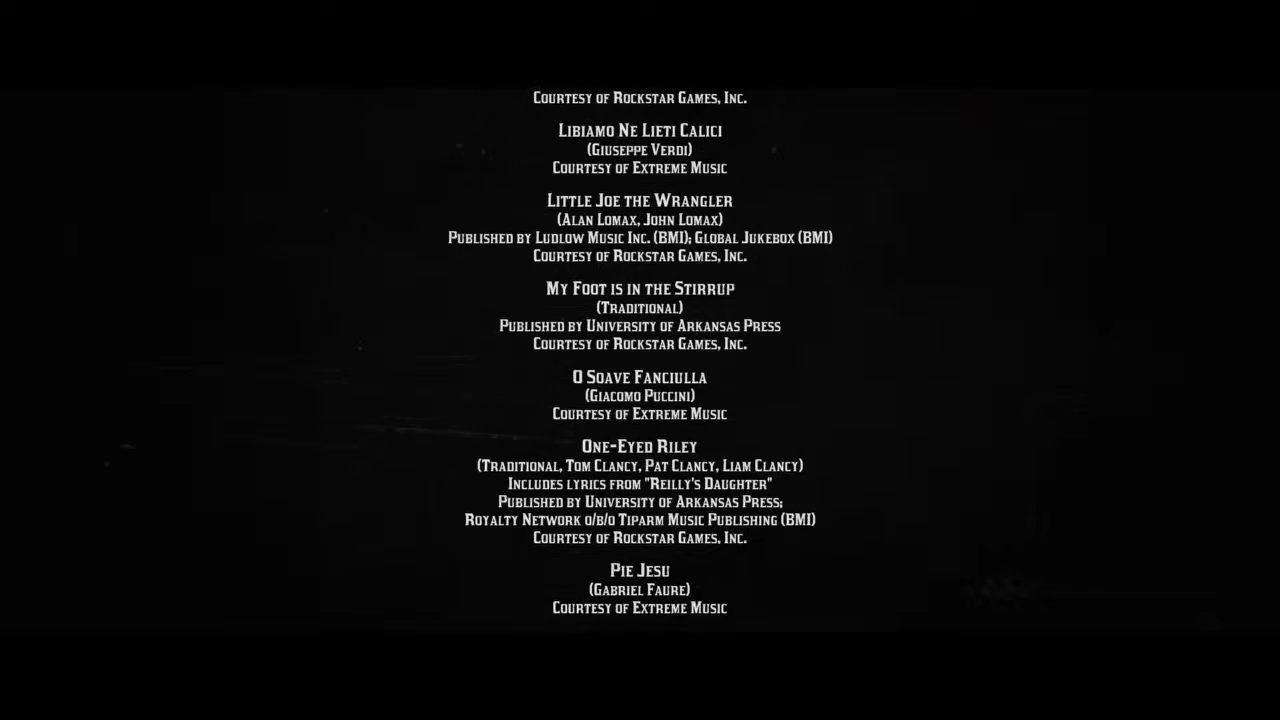 Courtesy of Rockstar Games, Inc.
Libiamo Ne Lieti Calici
(Giuseppe Verdi)
Courtesy of Extreme Music
Little Joe the Wrangler
(Alan Lomax, John Lomax)
Published by Ludlow Music Inc. (BMI); Global Jukebox (BMI)
Courtesy of Rockstar Games, Inc.
My Foot is in the Stirrup
(Traditional)
Published by University of Arkansas Press
Courtesy of Rockstar Games, Inc.
O Soave Fanciulla
(Giacomo Puccini)
Courtesy of Extreme Music
One-Eyed Riley
(Traditional, Tom Clancy, Pat Clancy, Liam Clancy)
Includes lyrics from "Reilly's Daughter"
Published by University of Arkansas Press;
Royalty Network o/b/o Tiparm Music Publishing (BMI)
Courtesy of Rockstar Games, Inc.
Pie Jesu
(Gabriel Faure)
Courtesy of Extreme Music